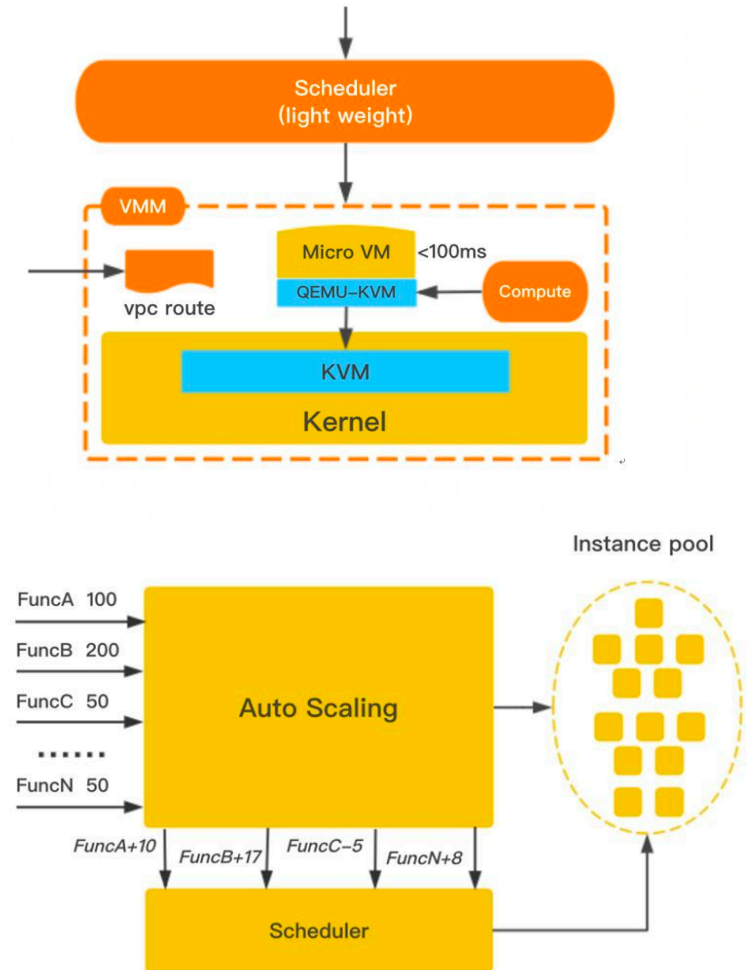 Scheduler
(light weight)
VMM
Micro VM
<100ms
QEMU-KVM
Compute
vpc route
KVM
Kernel
Instance pool
FuncA 100
FuncB 200
FuncC 50
......
FuncN 50
Auto Scaling
FuncA+10
FuncB+17
FuncC-5
FuncN+8
Scheduler